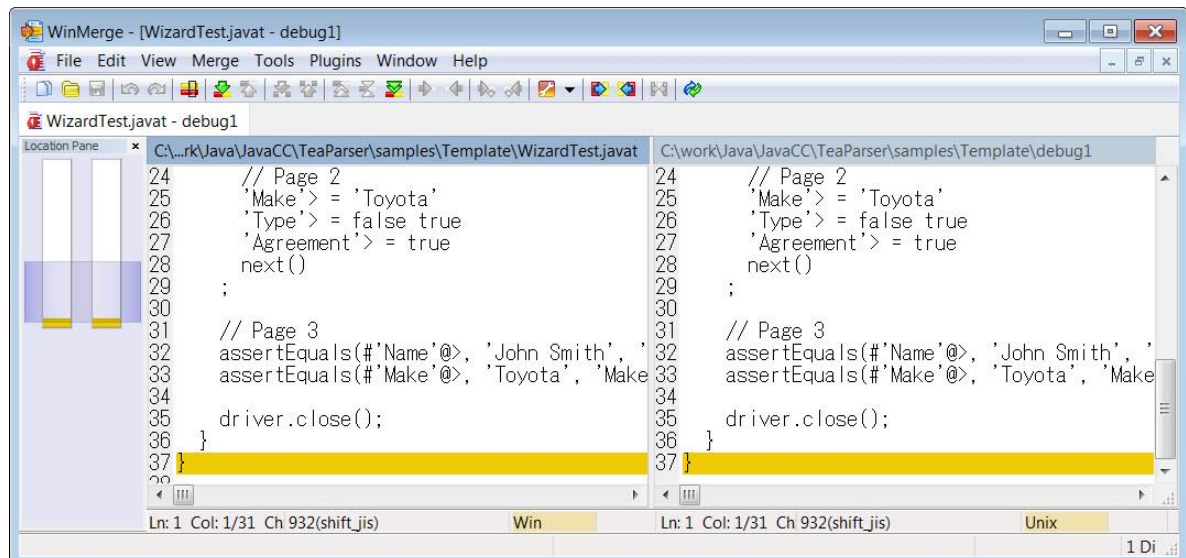 WinMerge - [WizardTest.javat - debug1]
File Edit View Merge Tools Plugins Window Help
WizardTest.javat - debug1
Location Pane
C:\...rk\Java\JavaCC\TeaParser\samples\Template\WizardTest.javat
24 // Page 2
25 'Make'> = 'Toyota'
26 'Type'> = false true
27 'Agreement'> = true
28 next()
29 ;
30
31 // Page 3
32 assertEquals(#'Name'@>, 'John Smith', '
33 assertEquals(#'Make'@>, 'Toyota', 'Make
34
35 driver.close();
36 }
37 }
Ln: 1 Col: 1/31 Ch 932(shift_jis) Win
C:\work\Java\JavaCC\TeaParser\samples\Template\debug1
24 // Page 2
25 'Make'> = 'Toyota'
26 'Type'> = false true
27 'Agreement'> = true
28 next()
29 ;
30
31 // Page 3
32 assertEquals(#'Name'@>, 'John Smith', '
33 assertEquals(#'Make'@>, 'Toyota', 'Make
34
35 driver.close();
36 }
37 }
Ln: 1 Col: 1/31 Ch 932(shift_jis) Unix
1 Di